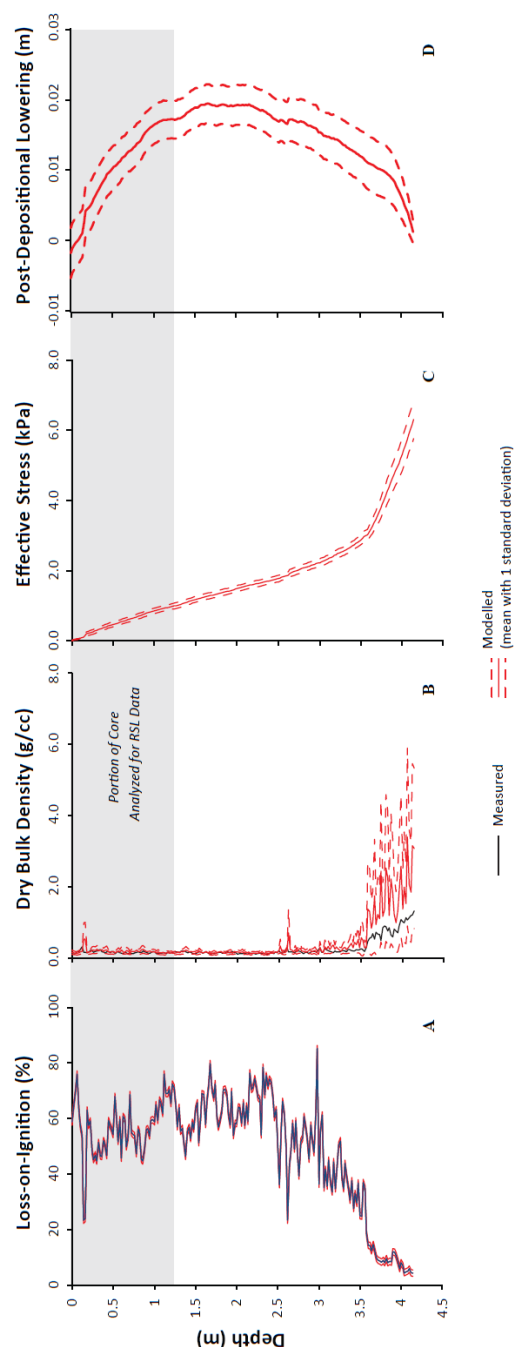 Loss-on-Ignition (%)
0 20 40 60 80 100
Depth (m)
0
0.5
1
1.5
2
2.5
3
3.5
4
4.5
A
Dry Bulk Density (g/cc)
0.0 2.0 4.0 6.0 8.0
Portion of Core
Analyzed for RSL Data
B
Effective Stress (kPa)
0.0 2.0 4.0 6.0 8.0
C
Post-Depositional Lowering (m)
-0.01 0 0.01 0.02 0.03
D
Measured
Modelled
(mean with 1 standard deviation)